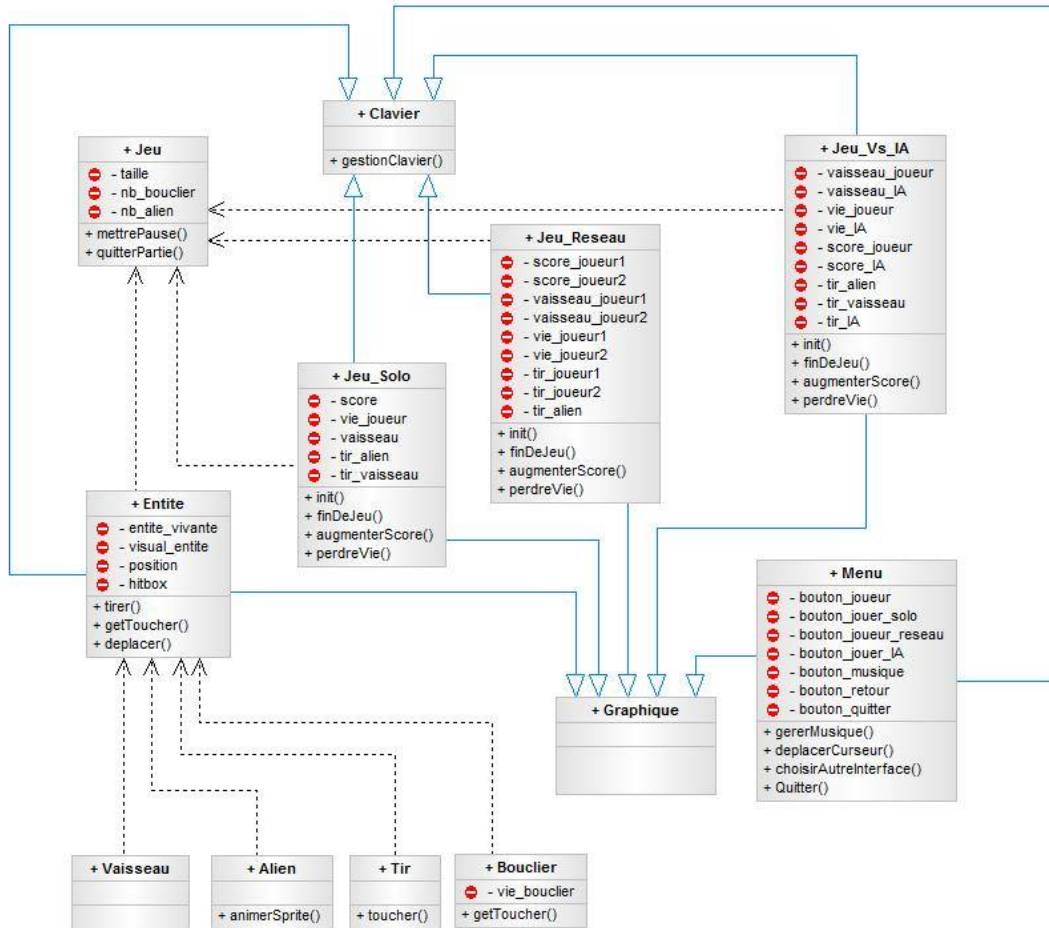 + Clavier
+ gestionClavier()
+ Jeu
- taille
- nb_bouclier
- nb_alien
+ mettrePause()
+ quitterPartie()
+ Jeu_Vs_IA
- vaisseau_joueur
- vaisseau_IA
- vie_joueur
- vie_IA
- score_joueur
- score_IA
- tir_alien
- tir_vaisseau
- tir_IA
+ init()
+ finDeJeu()
+ augmenterScore()
+ perdreVie()
+ Jeu_Reseau
- score_joueur1
- score_joueur2
- vaisseau_joueur1
- vaisseau_joueur2
- vie_joueur1
- vie_joueur2
- tir_joueur1
- tir_joueur2
- tir_alien
+ init()
+ finDeJeu()
+ augmenterScore()
+ perdreVie()
+ Jeu_Solo
- score
- vie_joueur
- vaisseau
- tir_alien
- tir_vaisseau
+ init()
+ finDeJeu()
+ augmenterScore()
+ perdreVie()
+ Entite
- entite_vivante
- visual_entite
- position
- hitbox
+ tirer()
+ getToucher()
+ deplacer()
+ Menu
- bouton_joueur
- bouton_jouer_solo
- bouton_joueur_reseau
- bouton_jouer_IA
- bouton_musique
- bouton_retour
- bouton_quitter
+ gererMusique()
+ deplacerCurseur()
+ choisirAutreInterface()
+ Quitter()
+ Graphique
+ Vaisseau
+ Alien
+ animerSprite()
+ Tir
+ toucher()
+ Bouclier
- vie_bouclier
+ getToucher()